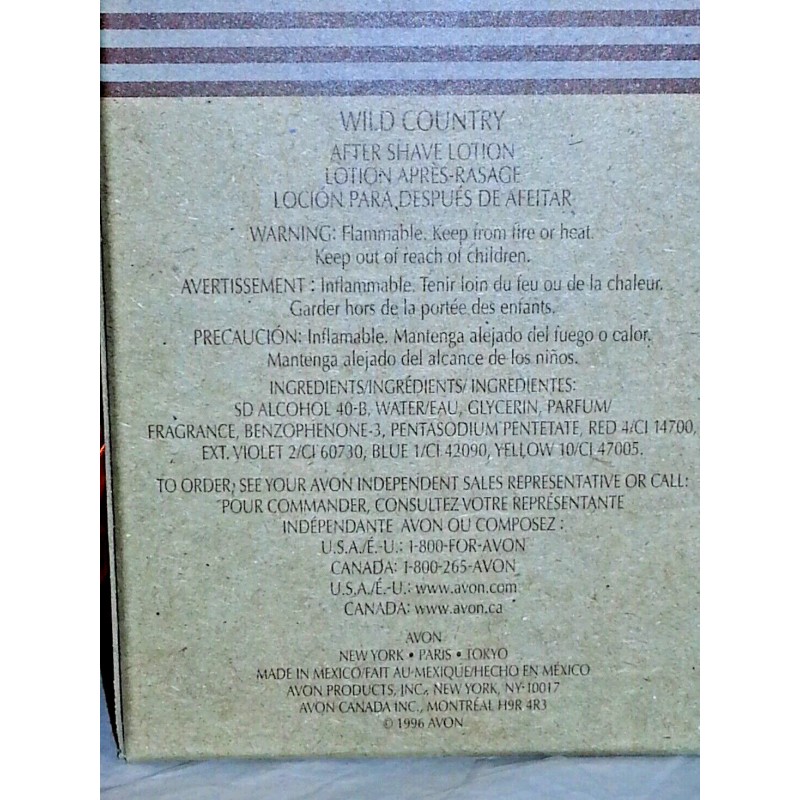 WILD COUNTRY
AFTER SHAVE LOTION
LOTION APRÈS-RASAGE
LOCIÓN PARA DESPUÉS DE AFEITAR
WARNING: Flammable. Keep from fire or heat.
Keep out of reach of children.
AVERTISSEMENT : Inflammable. Tenir loin du feu ou de la chaleur.
Garder hors de la portée des enfants.
PRECAUCIÓN: Inflamable. Mantenga alejado del fuego o calor.
Mantenga alejado del alcance de los niños.
INGREDIENTS/INGRÉDIENTS/ INGREDIENTES:
SD ALCOHOL 40-B, WATER/EAU, GLYCERIN, PARFUM/
FRAGRANCE, BENZOPHENONE-3, PENTASODIUM PENTETATE, RED 4/CI 14700,
EXT. VIOLET 2/CI 60730, BLUE 1/CI 42090, YELLOW 10/CI 47005.
TO ORDER, SEE YOUR AVON INDEPENDENT SALES REPRESENTATIVE OR CALL:
POUR COMMANDER, CONSULTEZ VOTRE REPRÉSENTANTE
INDÉPENDANTE AVON OU COMPOSEZ :
U.S.A./É.-U.: 1-800-FOR-AVON
CANADA: 1-800-265-AVON
U.S.A./É.-U.: www.avon.com
CANADA: www.avon.ca
AVON
NEW YORK • PARIS • TOKYO
MADE IN MEXICO/FAIT AU MEXIQUE/HECHO EN MÉXICO
AVON PRODUCTS, INC., NEW YORK, NY 10017
AVON CANADA INC., MONTRÉAL H9R 4R3
© 1996 AVON